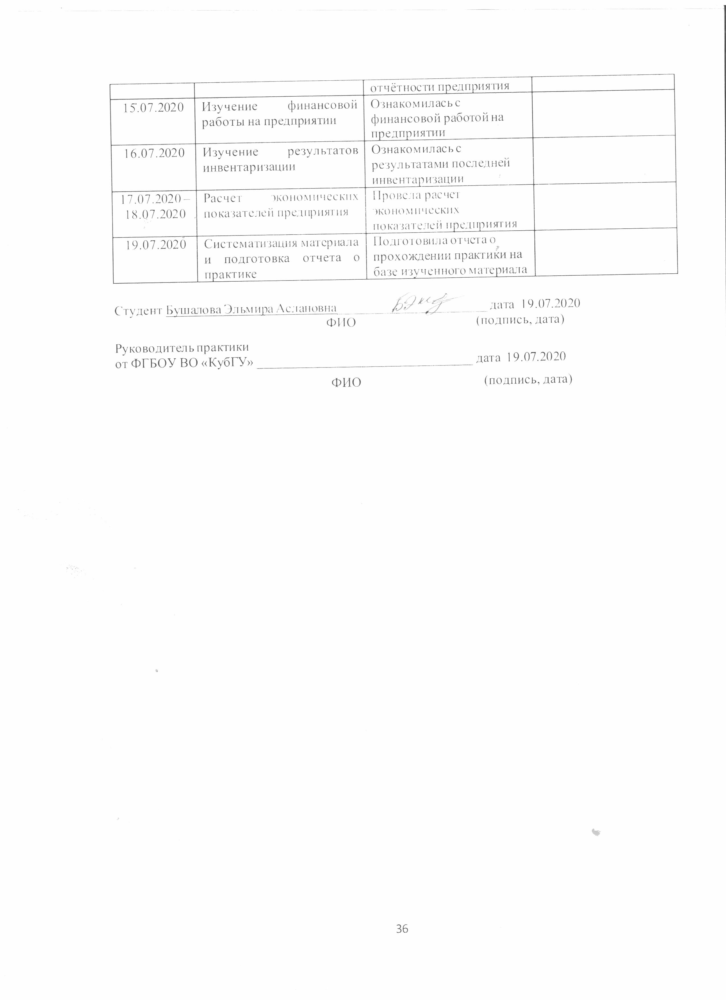 отчётности предприятия
15.07.2020
Изучение финансовой
работы на предприятии
Ознакомилась с
финансовой работой на
предприятии
16.07.2020
Изучение результатов
инвентаризации
Ознакомилась с
результатами последней
инвентаризации
17.07.2020 –
18.07.2020
Расчет экономических
показателей предприятия
Провела расчет
экономических
показателей предприятия
19.07.2020
Систематизация материала
и подготовка отчета о
практике
Подготовила отчета о
прохождении практики на
базе изученного материала
Студент Бушалова Эльмира Аслановна дата 19.07.2020
ФИО (подпись, дата)
Руководитель практики
от ФГБОУ ВО «КубГУ» дата 19.07.2020
ФИО (подпись, дата)
36